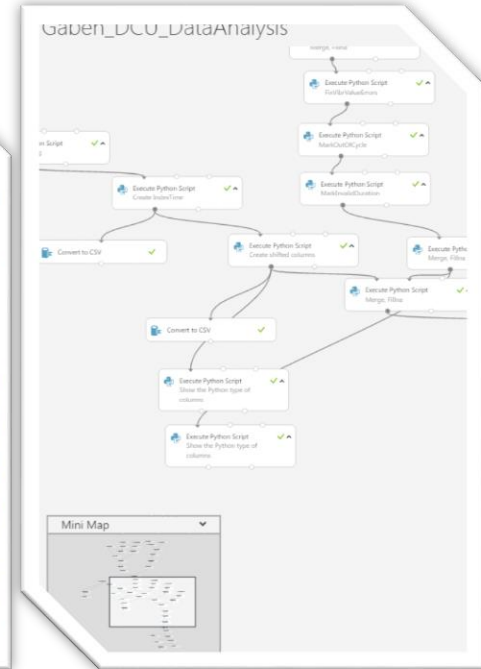 Gaben_DCU_DataAnalysis
Merge, Fillna
Execute Python Script
FirstFileValueErrors
Execute Python Script
MarkOutOfCycle
Execute Python Script
MarkInvalidDuration
Script
Execute Python Script
Create IndexTime
Convert to CSV
Execute Python Script
Create shifted columns
Execute
Merge, Fillna
Execute Python Script
Merge, Fillna
Convert to CSV
Execute Python Script
Show the Python type of
columns
Execute Python Script
Show the Python type of
columns
Mini Map